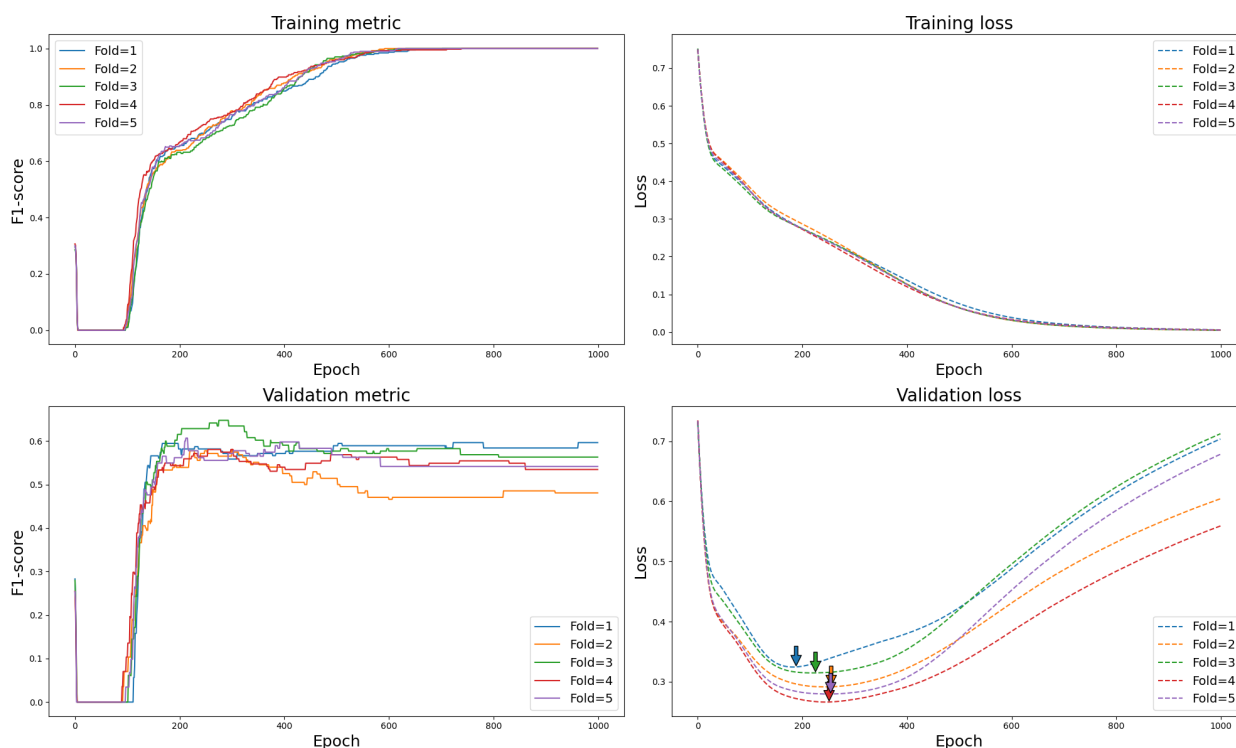 Training metric
F1-score
1.0
0.8
0.6
0.4
0.2
0.0
Fold=1
Fold=2
Fold=3
Fold=4
Fold=5
0 200 400 600 800 1000
Epoch
Training loss
Loss
0.7
0.6
0.5
0.4
0.3
0.2
0.1
0.0
Fold=1
Fold=2
Fold=3
Fold=4
Fold=5
0 200 400 600 800 1000
Epoch
Validation metric
F1-score
0.6
0.5
0.4
0.3
0.2
0.1
0.0
Fold=1
Fold=2
Fold=3
Fold=4
Fold=5
0 200 400 600 800 1000
Epoch
Validation loss
Loss
0.7
0.6
0.5
0.4
0.3
Fold=1
Fold=2
Fold=3
Fold=4
Fold=5
0 200 400 600 800 1000
Epoch